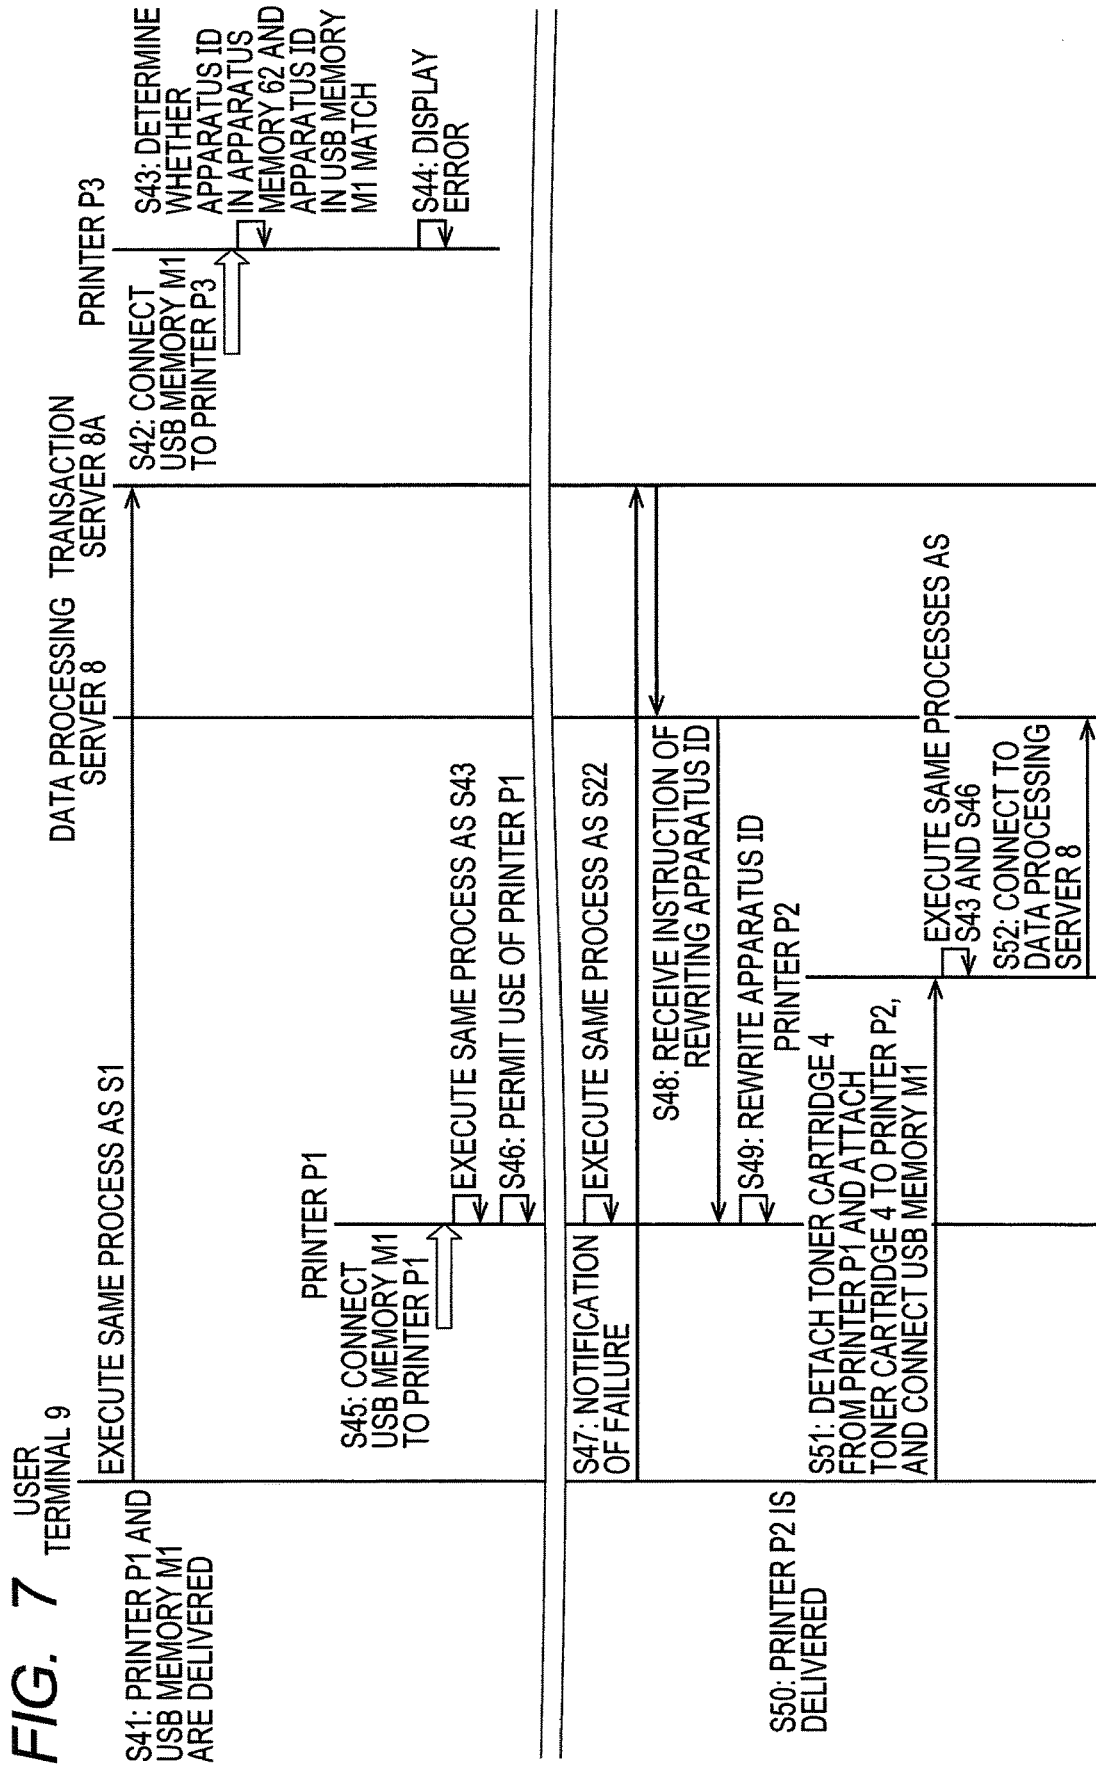 FIG. 7
USER
TERMINAL 9
DATA PROCESSING
SERVER 8
TRANSACTION
SERVER 8A
PRINTER P3
S41: PRINTER P1 AND
USB MEMORY M1
ARE DELIVERED
EXECUTE SAME PROCESS AS S1
S42: CONNECT
USB MEMORY M1
TO PRINTER P3
S43: DETERMINE
WHETHER
APPARATUS ID
IN APPARATUS
MEMORY 62 AND
APPARATUS ID
IN USB MEMORY
M1 MATCH
S44: DISPLAY
ERROR
PRINTER P1
S45: CONNECT
USB MEMORY M1
TO PRINTER P1
EXECUTE SAME PROCESS AS S43
S46: PERMIT USE OF PRINTER P1
S47: NOTIFICATION
OF FAILURE
EXECUTE SAME PROCESS AS S22
S48: RECEIVE INSTRUCTION OF
REWRITING APPARATUS ID
S49: REWRITE APPARATUS ID
PRINTER P2
S50: PRINTER P2 IS
DELIVERED
S51: DETACH TONER CARTRIDGE 4
FROM PRINTER P1 AND ATTACH
TONER CARTRIDGE 4 TO PRINTER P2,
AND CONNECT USB MEMORY M1
EXECUTE SAME PROCESSES AS
S43 AND S46
S52: CONNECT TO
DATA PROCESSING
SERVER 8